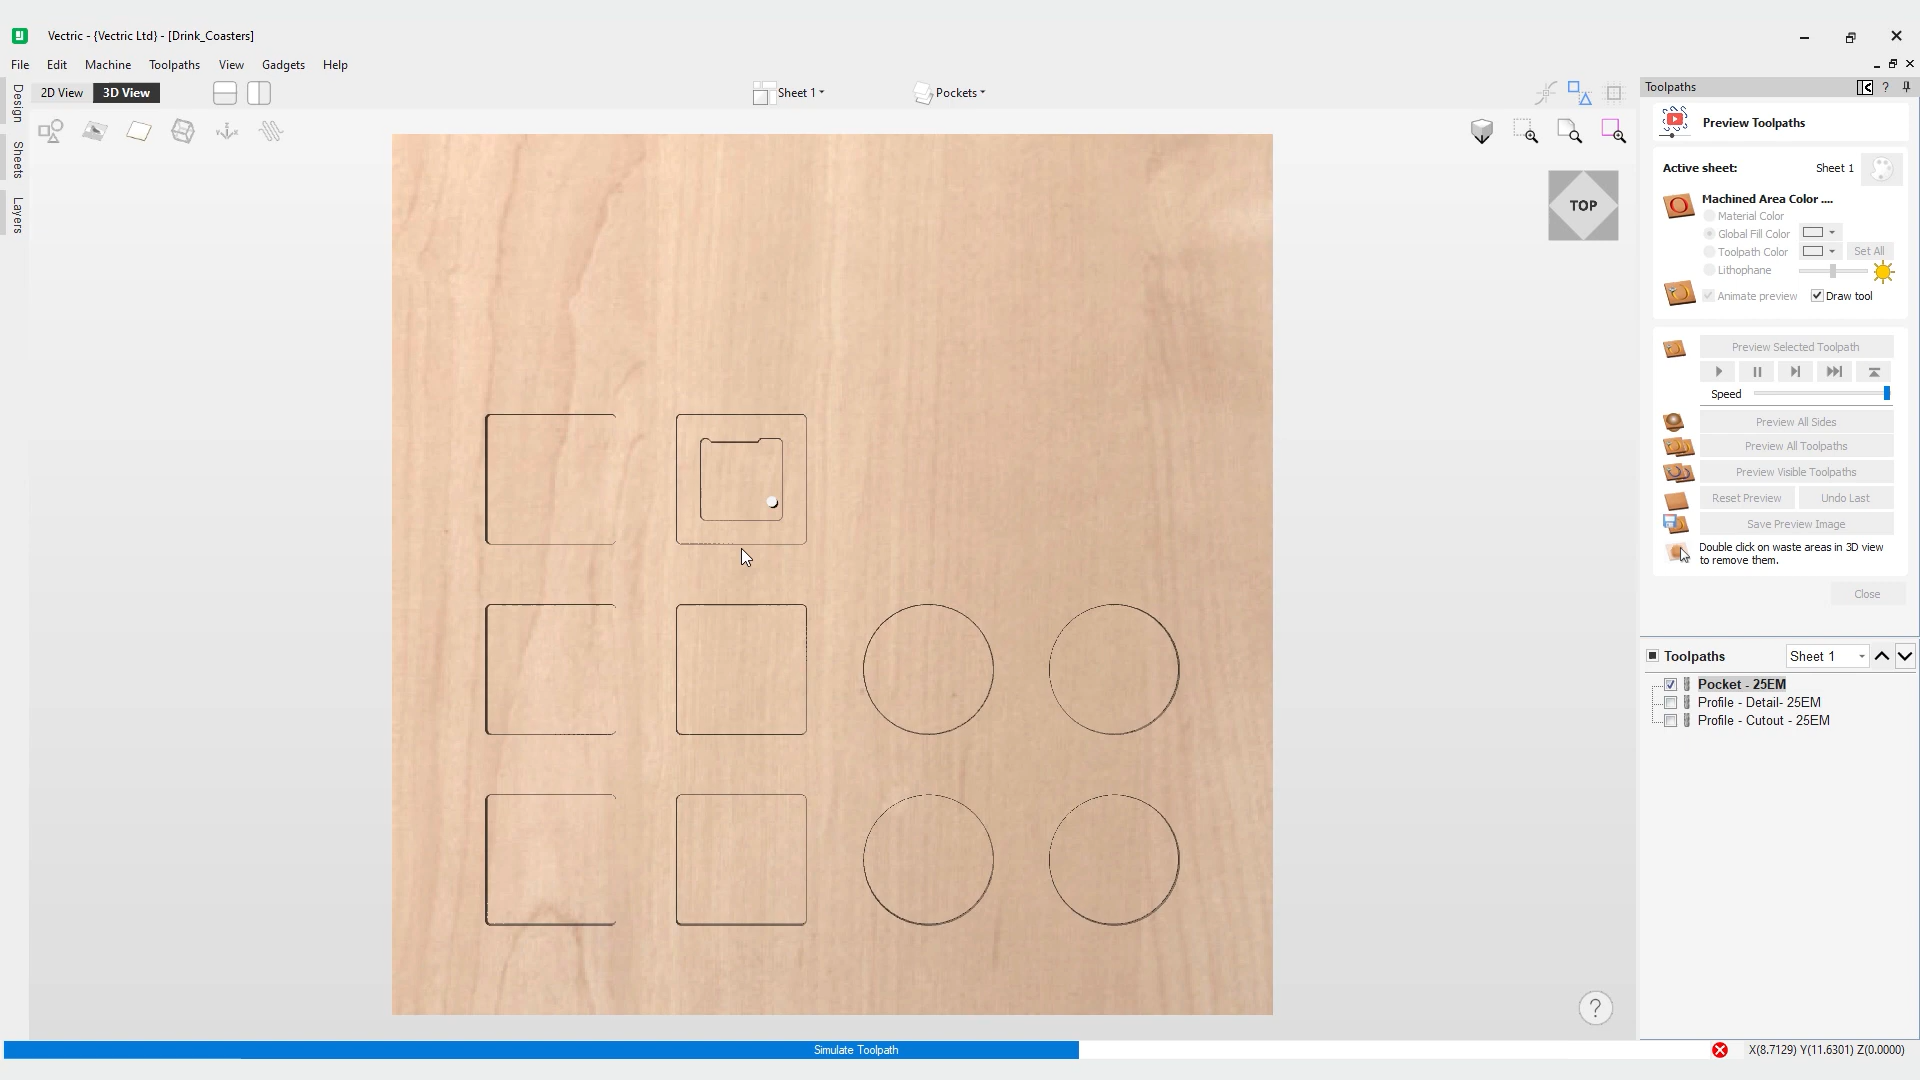 Vectric - {Vectric Ltd} - [Drink_Coasters]
File Edit Machine Toolpaths View Gadgets Help
2D View 3D View Sheet 1 Pockets
Design
Sheets
Layers
TOP
?
Toolpaths ?
Preview Toolpaths
Active sheet: Sheet 1
Machined Area Color ....
Material Color
Global Fill Color
Toolpath Color Set All
Lithophane
Animate preview Draw tool
Preview Selected Toolpath
Speed
Preview All Sides
Preview All Toolpaths
Preview Visible Toolpaths
Reset Preview Undo Last
Save Preview Image
Double click on waste areas in 3D view
to remove them.
Close
Toolpaths Sheet 1
Pocket - 25EM
Profile - Detail- 25EM
Profile - Cutout - 25EM
Simulate Toolpath
X(8.7129) Y(11.6301) Z(0.0000)